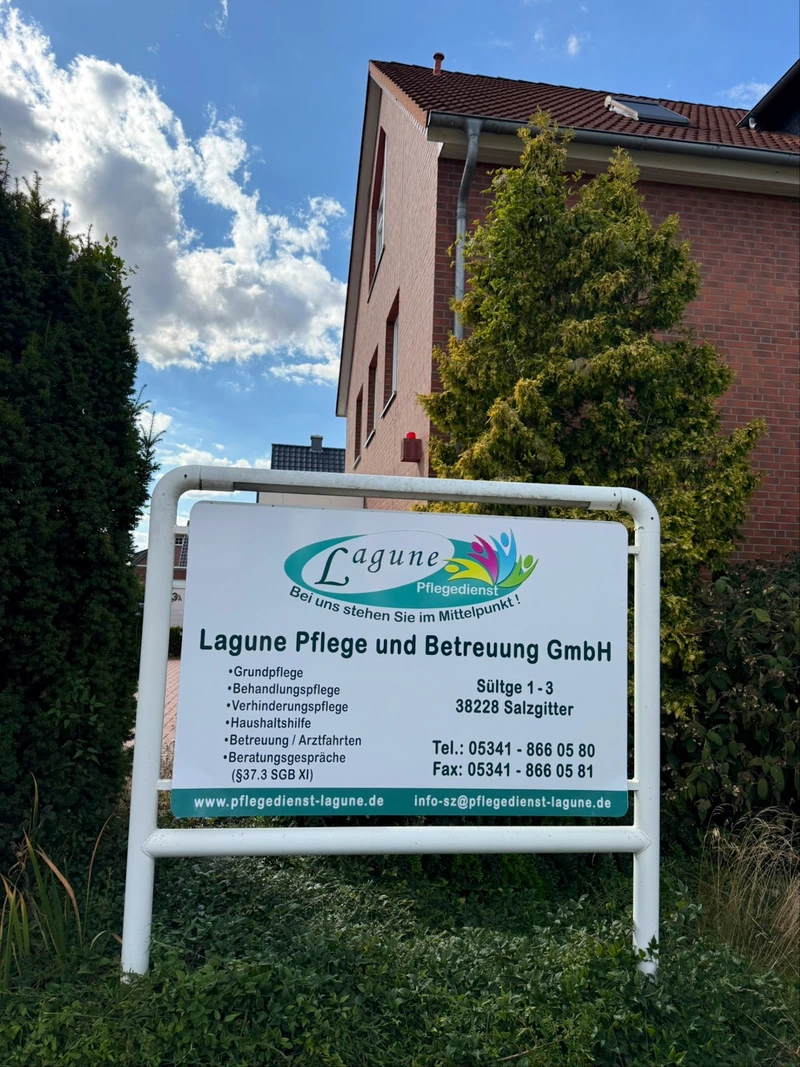 Lagune
Pflegedienst
Bei uns stehen Sie im Mittelpunkt !
Lagune Pflege und Betreuung GmbH
•Grundpflege
•Behandlungspflege
•Verhinderungspflege
•Haushaltshilfe
•Betreuung / Arztfahrten
•Beratungsgespräche
(§37.3 SGB XI)
Sültge 1 - 3
38228 Salzgitter
Tel.: 05341 - 866 05 80
Fax: 05341 - 866 05 81
www.pflegedienst-lagune.de info-sz@pflegedienst-lagune.de